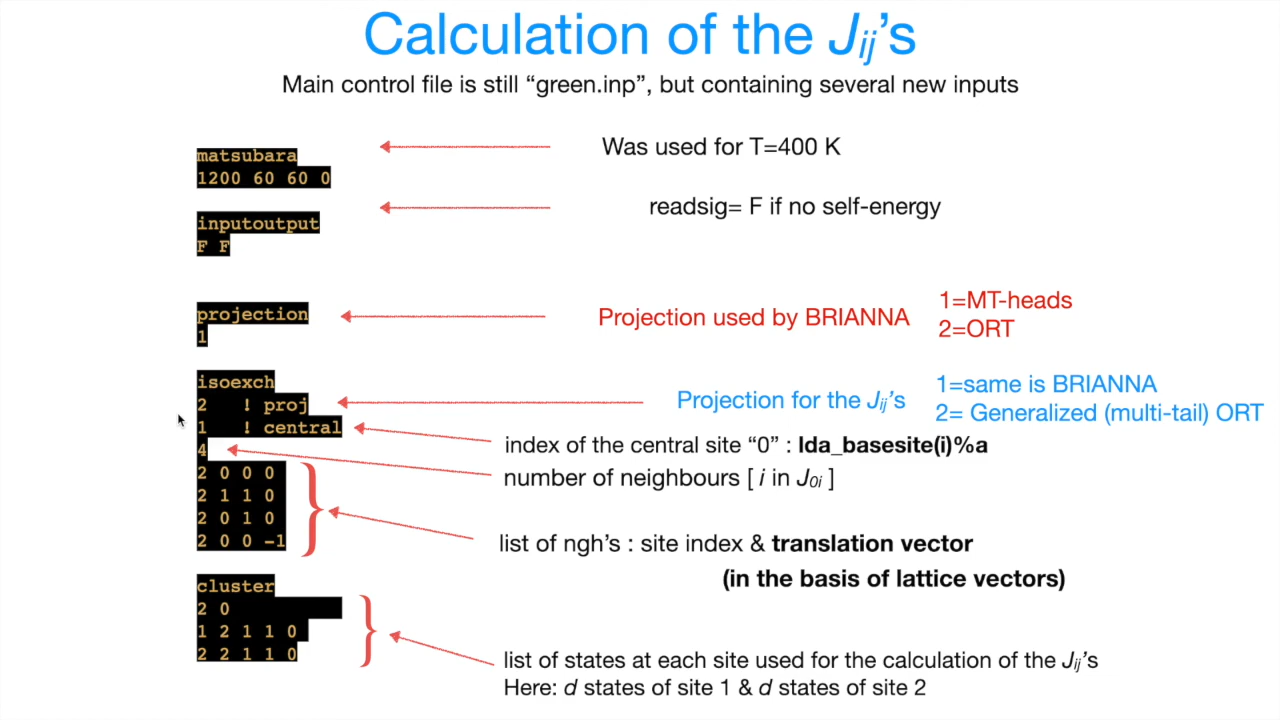 Calculation of the Jij's
Main control file is still “green.inp”, but containing several new inputs
matsubara
1200 60 60 0
Was used for T=400 K
inputoutput
F F
readsig= F if no self-energy
projection
1
Projection used by BRIANNA
1=MT-heads
2=ORT
isoexch
2 ! proj
1 ! central
4
2 0 0 0
2 1 1 0
2 0 1 0
2 0 0 -1
Projection for the Jij's
1=same is BRIANNA
2= Generalized (multi-tail) ORT
index of the central site “0” : lda_basesite(i)%a
number of neighbours [ i in J0i ]
list of ngh's : site index & translation vector
(in the basis of lattice vectors)
cluster
2 0
1 2 1 1 0
2 2 1 1 0
list of states at each site used for the calculation of the Jij's
Here: d states of site 1 & d states of site 2